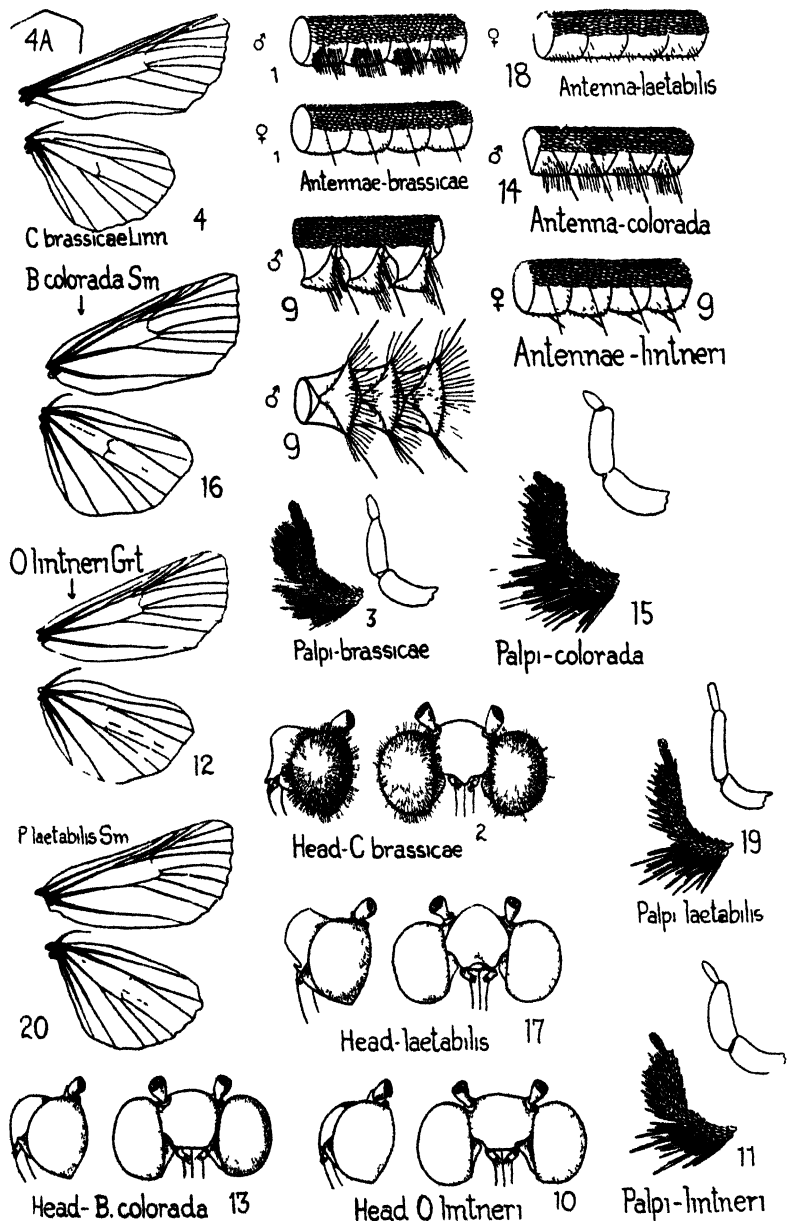 4A
4
C brassicae Linn
B colorada Sm
16
O lintneri Grt
12
P laetabilis Sm
20
♂
1
♀
1
Antennae-brassicae
♂
9
♂
9
♀
18
Antenna-laetabilis
♂
14
Antenna-colorada
♀
9
Antennae-lintneri
3
Palpi-brassicae
15
Palpi-colorada
2
Head-C brassicae
19
Palpi laetabilis
17
Head-laetabilis
11
Palpi-lintneri
Head-B. colorada 13
Head O lintneri 10